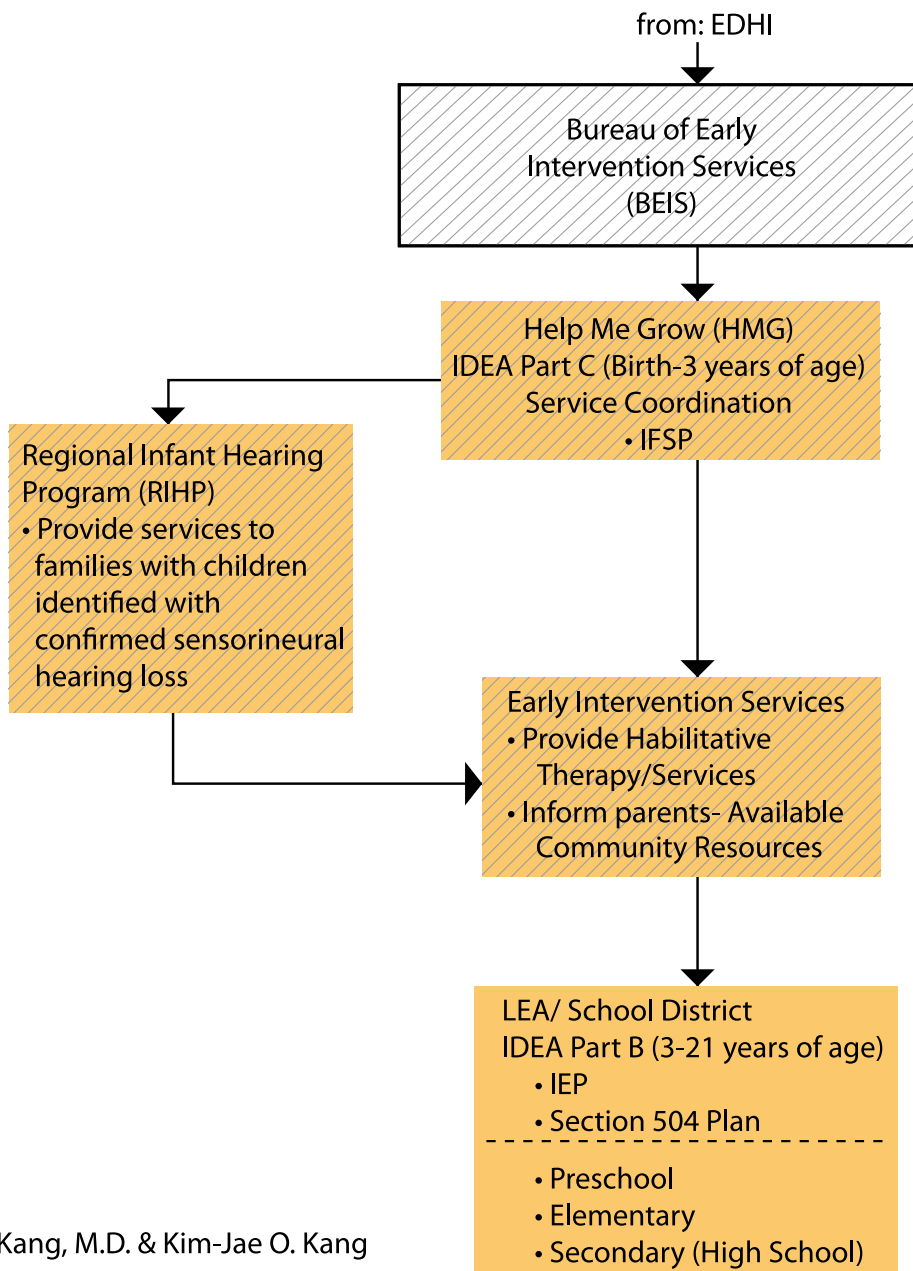 from: EDHI
Bureau of Early
Intervention Services
(BEIS)
Help Me Grow (HMG)
IDEA Part C (Birth-3 years of age)
Service Coordination
• IFSP
Regional Infant Hearing
Program (RIHP)
• Provide services to
families with children
identified with
confirmed sensorineural
hearing loss
Early Intervention Services
• Provide Habilitative
Therapy/Services
• Inform parents- Available
Community Resources
LEA/ School District
IDEA Part B (3-21 years of age)
• IEP
• Section 504 Plan
• Preschool
• Elementary
• Secondary (High School)
Kang, M.D. & Kim-Jae O. Kang